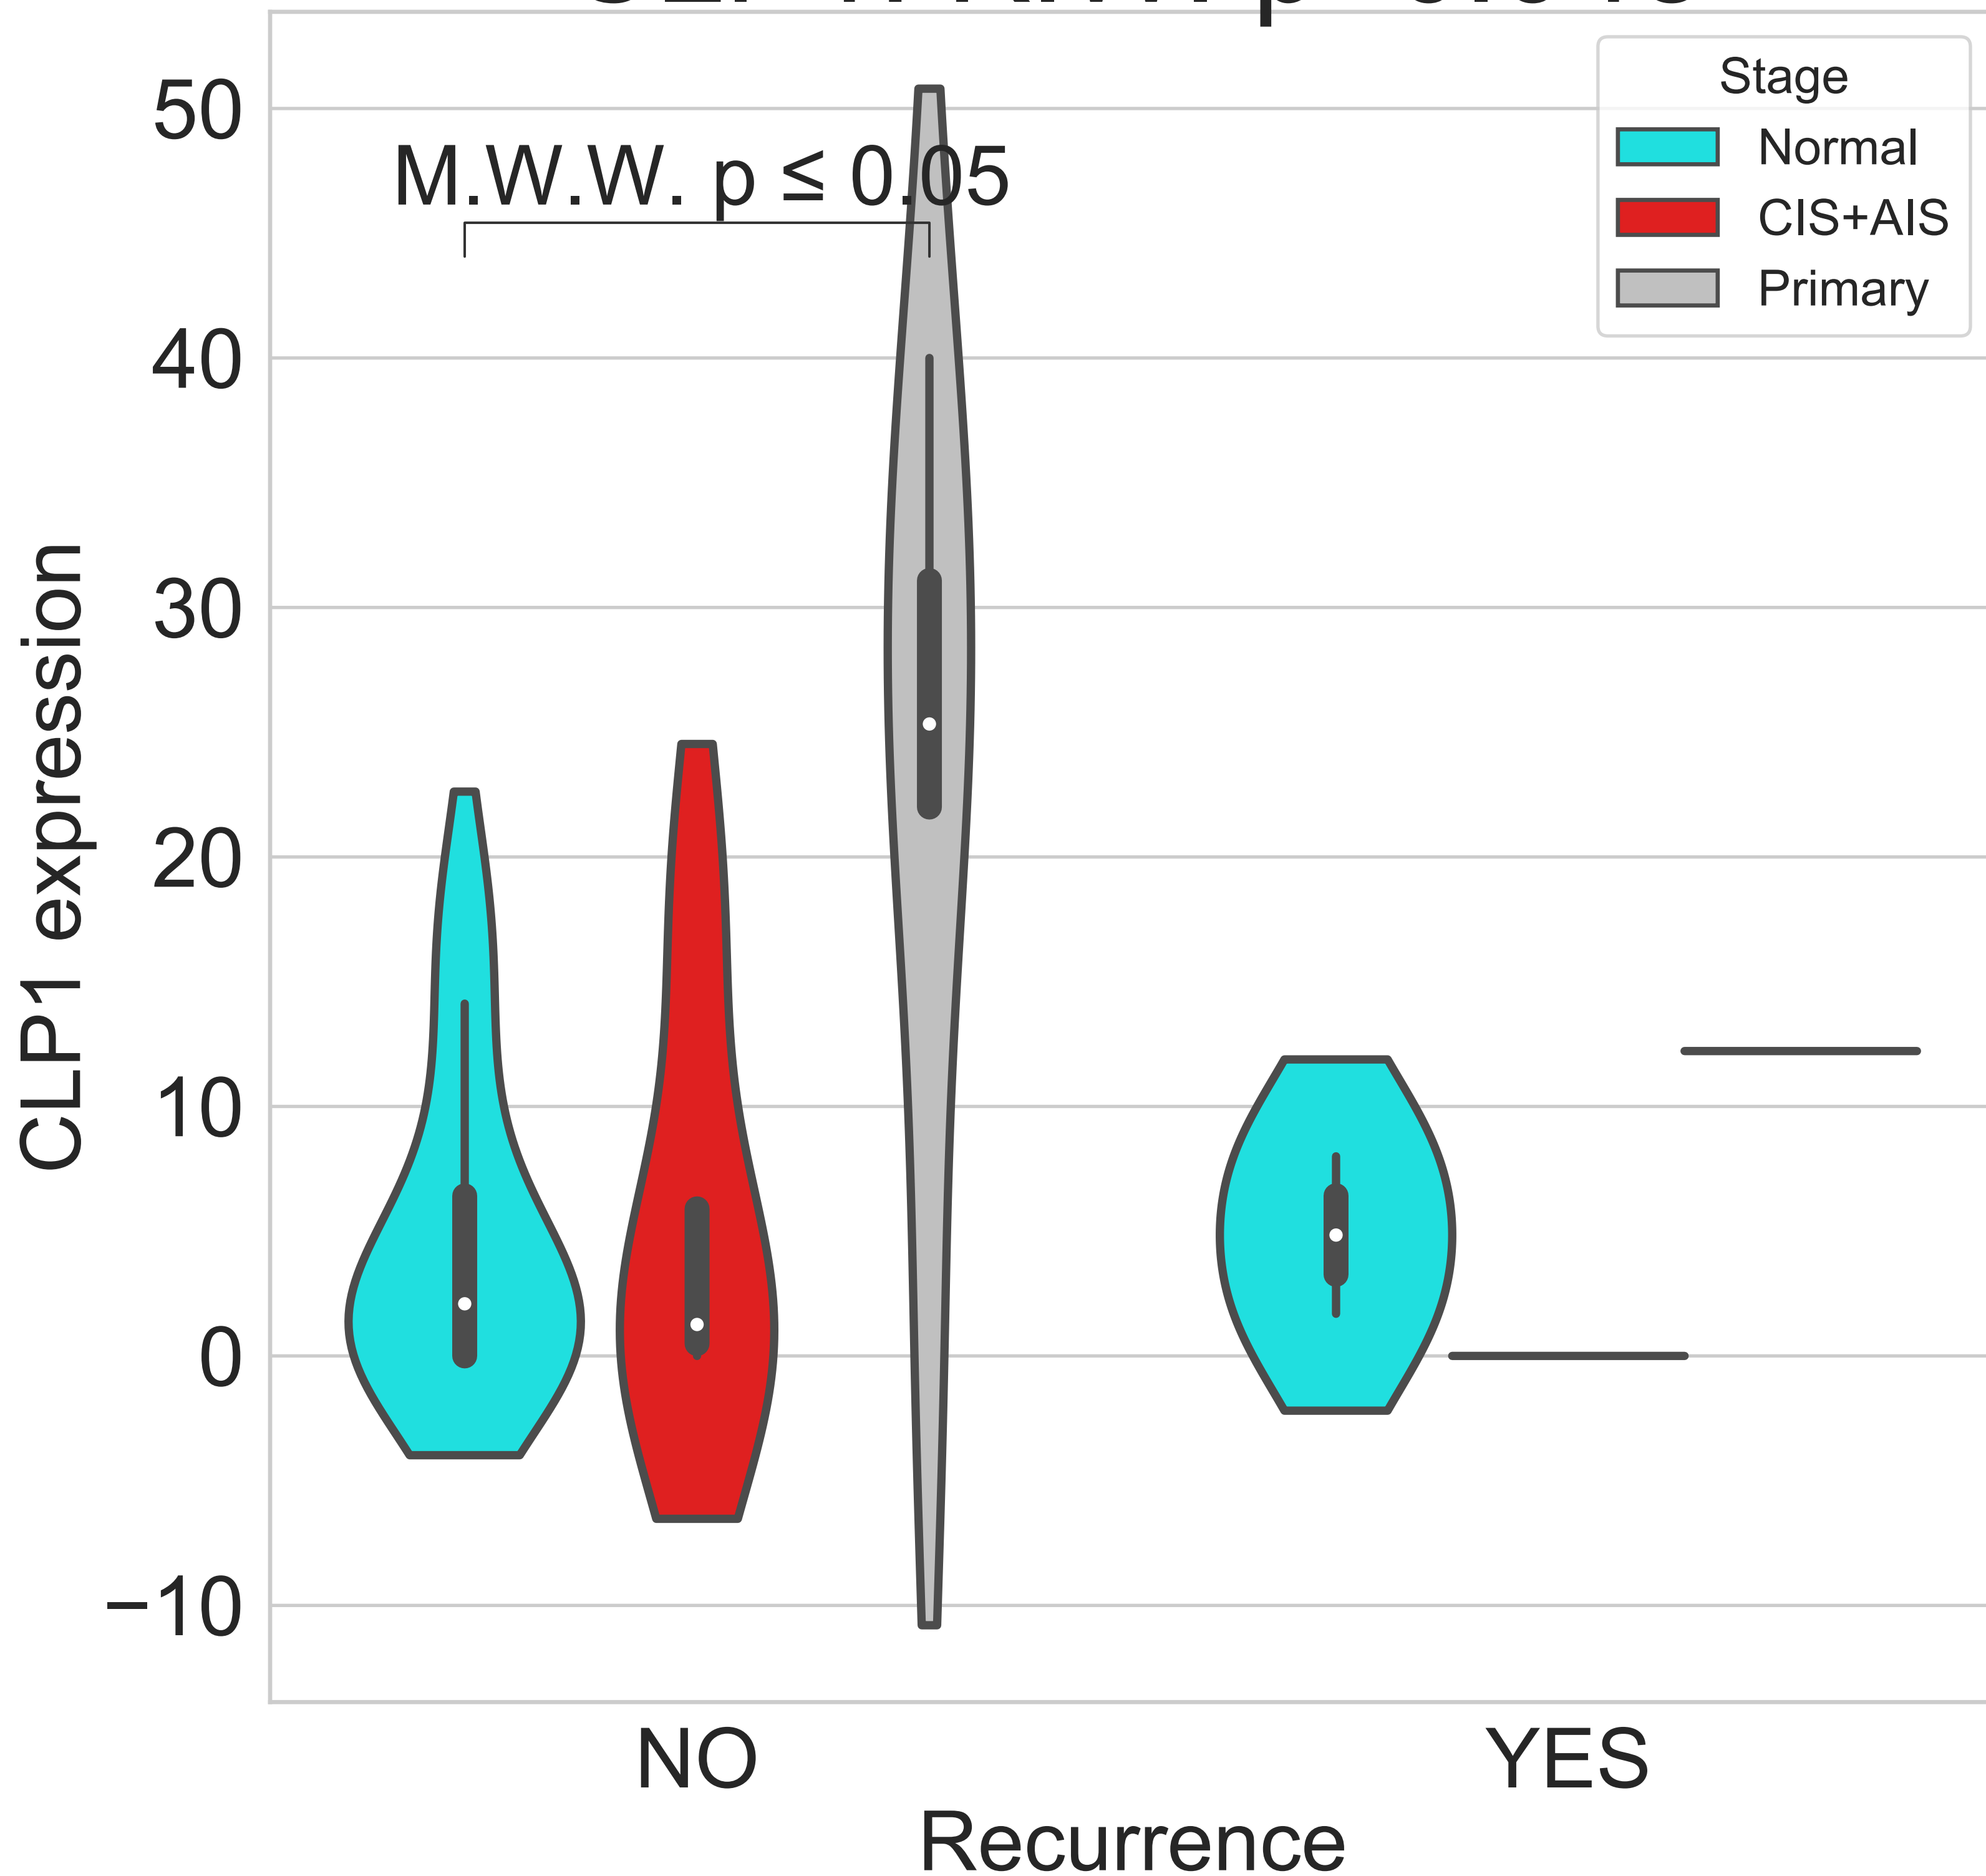 Stage
Normal
CIS+AIS
Primary
M.W.W. p ≤ 0.05
50
40
30
20
10
0
−10
CLP1 expression
NO
YES
Recurrence